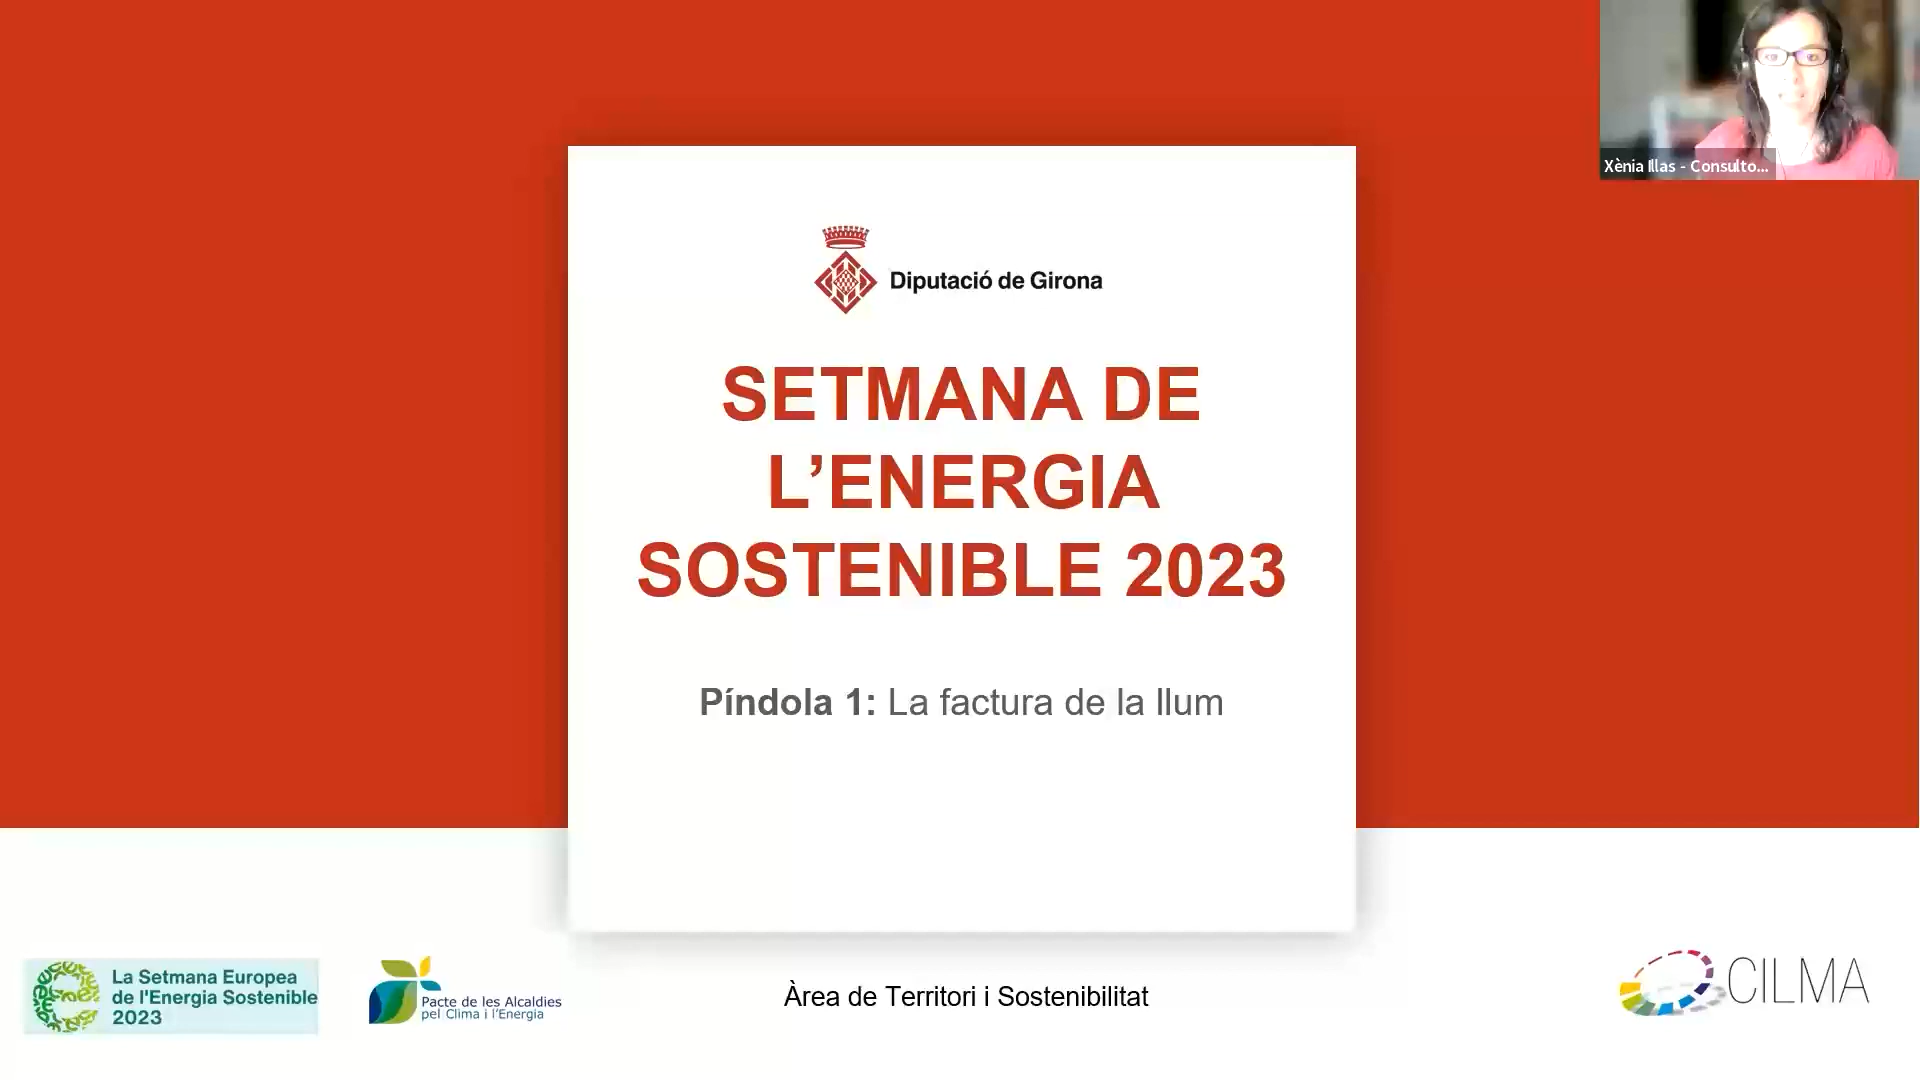 Xènia Illas - Consulto...
Diputació de Girona
SETMANA DE
L’ENERGIA
SOSTENIBLE 2023
Píndola 1: La factura de la llum
La Setmana Europea
de l'Energia Sostenible
2023
Pacte de les Alcaldies
pel Clima i l'Energia
Àrea de Territori i Sostenibilitat
CILMA